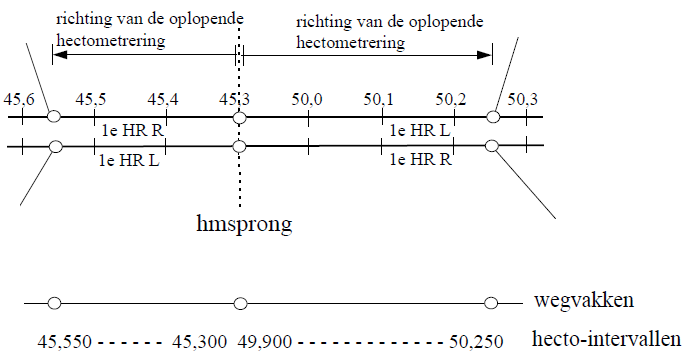 richting van de oplopende
hectometrering
richting van de oplopende
hectometrering
45,6 45,5 45,4 45,3 50,0 50,1 50,2 50,3
1e HR R 1e HR L
1e HR L 1e HR R
hmsprong
wegvakken
45,550 - - - - - - 45,300 49,900 - - - - - - - - - - - - - 50,250 hecto-intervallen